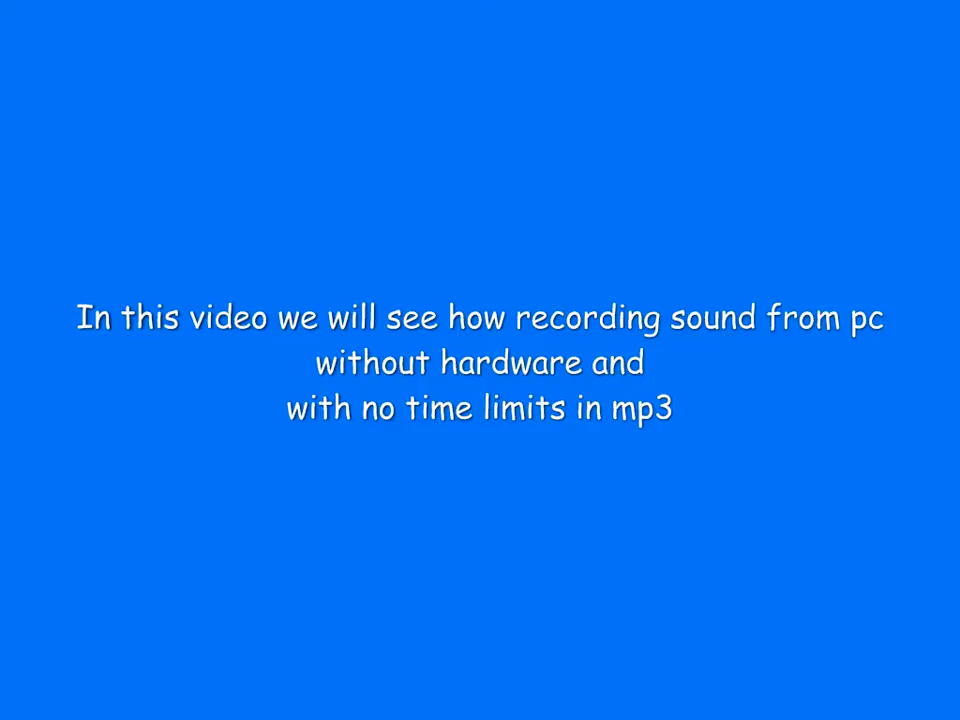 In this video we will see how recording sound from pc
without hardware and
with no time limits in mp3